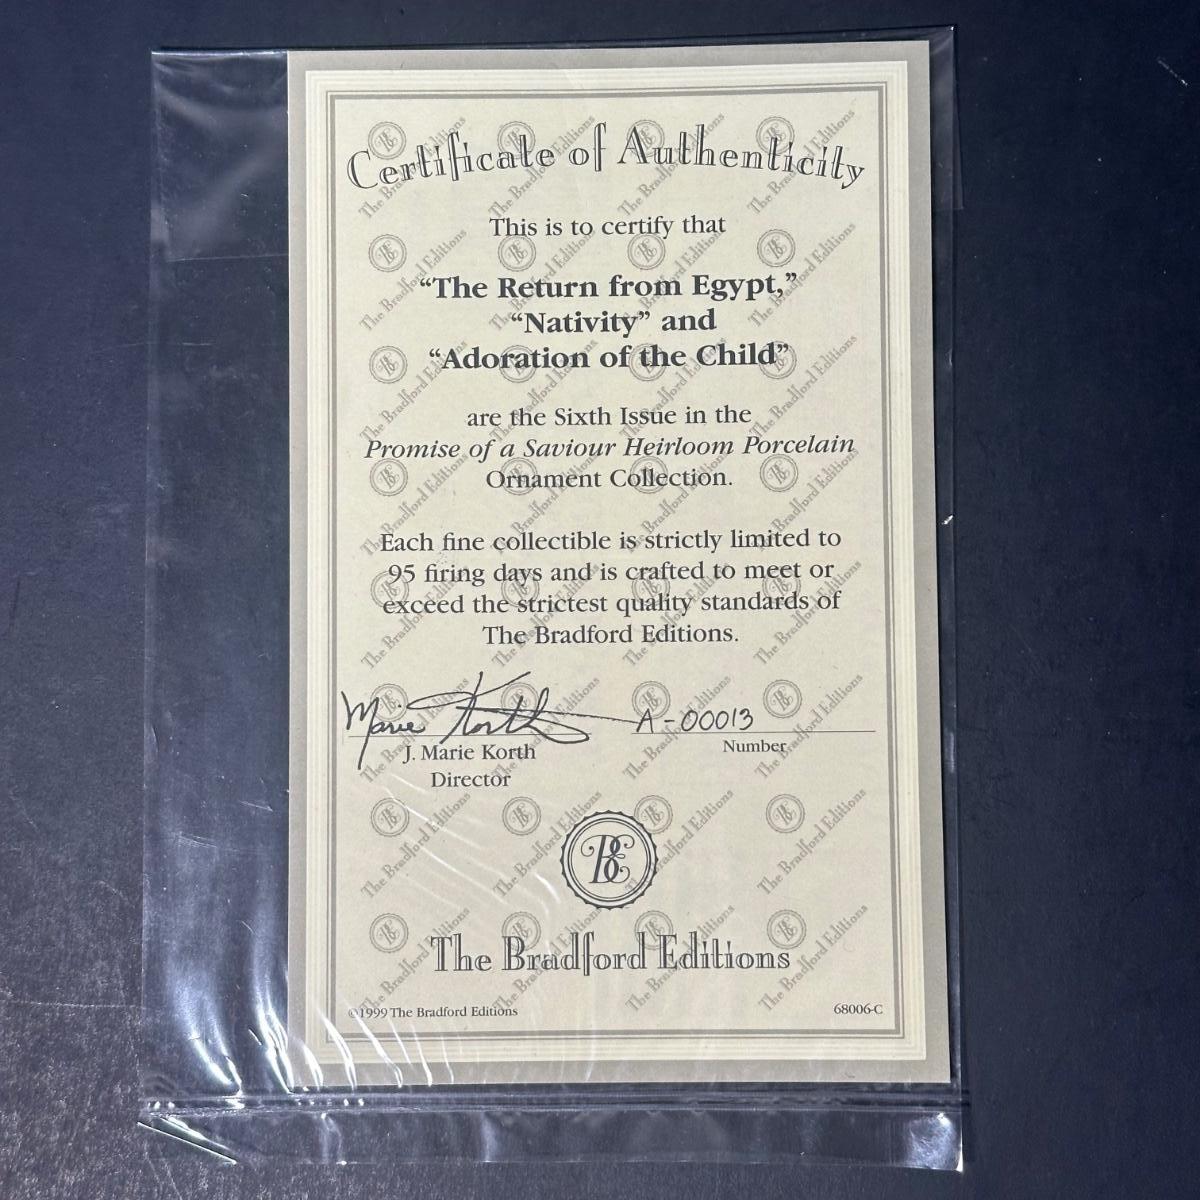 Certificate of Authenticity
This is to certify that
“The Return from Egypt,”
“Nativity” and
“Adoration of the Child”
are the Sixth Issue in the
Promise of a Saviour Heirloom Porcelain
Ornament Collection.
Each fine collectible is strictly limited to
95 firing days and is crafted to meet or
exceed the strictest quality standards of
The Bradford Editions.
Marie Korth
A-00013
J. Marie Korth
Number
Director
BE
The Bradford Editions
©1999 The Bradford Editions
68006-C